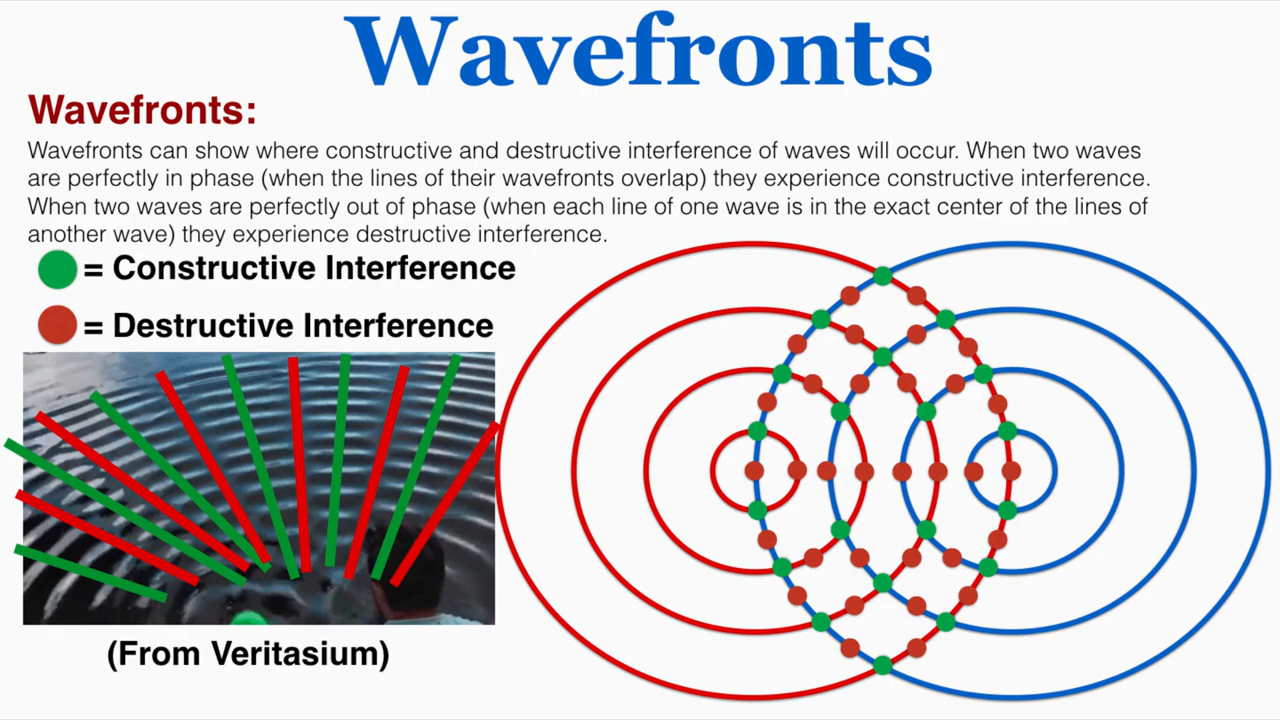 Wavefronts
Wavefronts:
Wavefronts can show where constructive and destructive interference of waves will occur. When two waves
are perfectly in phase (when the lines of their wavefronts overlap) they experience constructive interference.
When two waves are perfectly out of phase (when each line of one wave is in the exact center of the lines of
another wave) they experience destructive interference.
= Constructive Interference
= Destructive Interference
(From Veritasium)